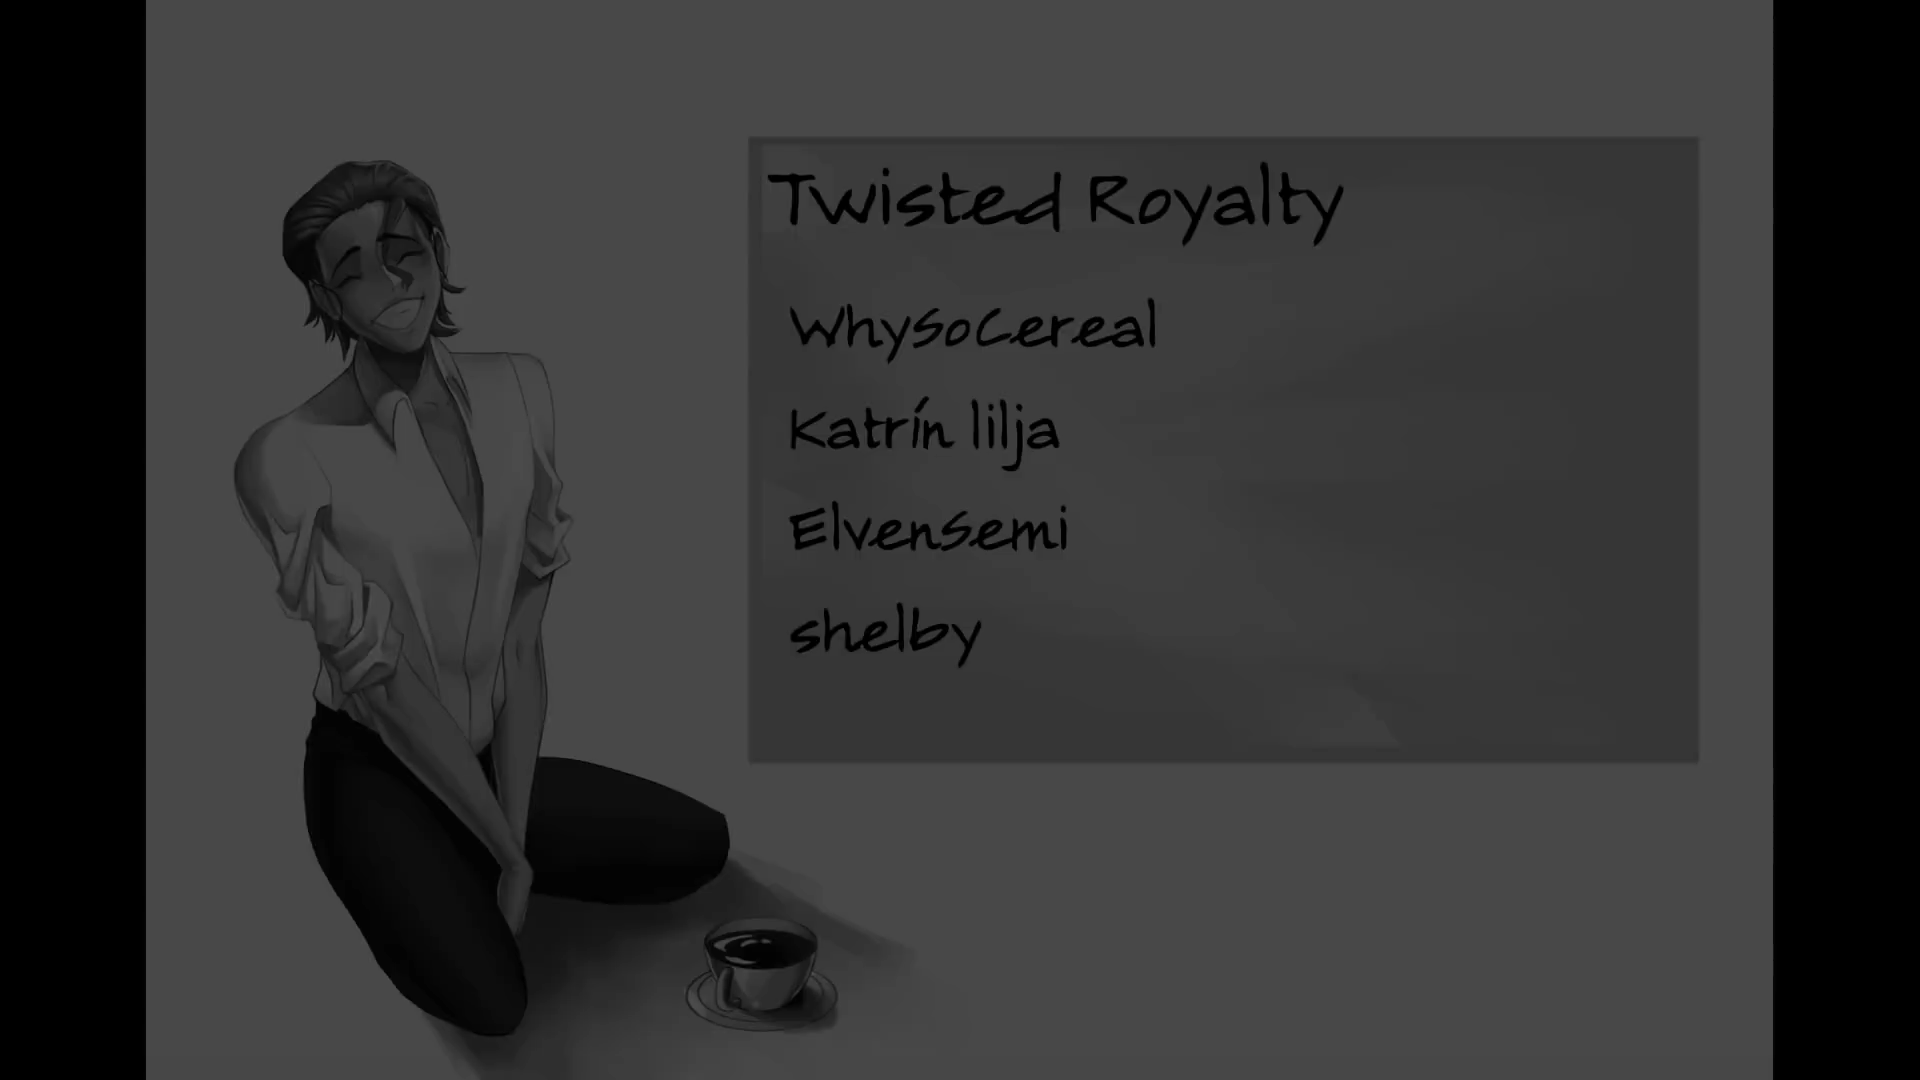 Twisted Royalty
WhySoCereal
Katrín lilja
ElvenSemi
shelby